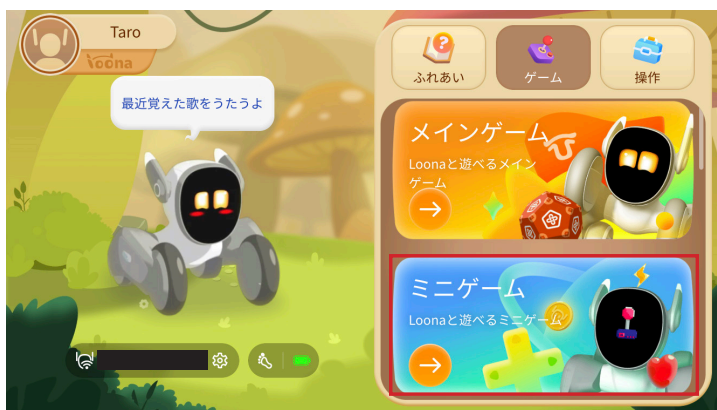 Taro
loona
最近覚えた歌をうたうよ
ふれあい
ゲーム
操作
メインゲーム
Loonaと遊べるメイン
ゲーム
ミニゲーム
Loonaと遊べるミニゲーム